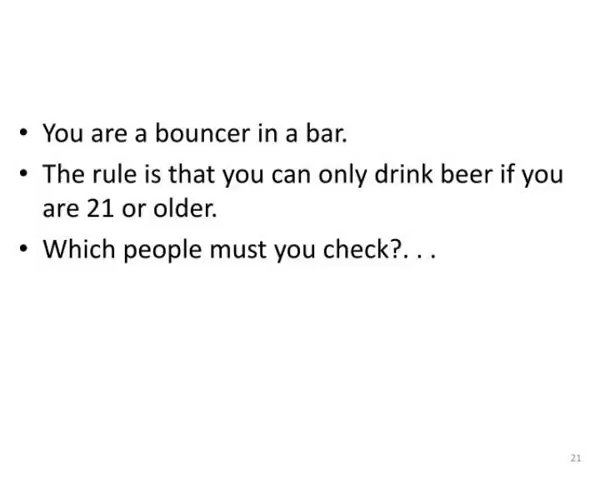 • You are a bouncer in a bar.
• The rule is that you can only drink beer if you
are 21 or older.
• Which people must you check?. . .
21